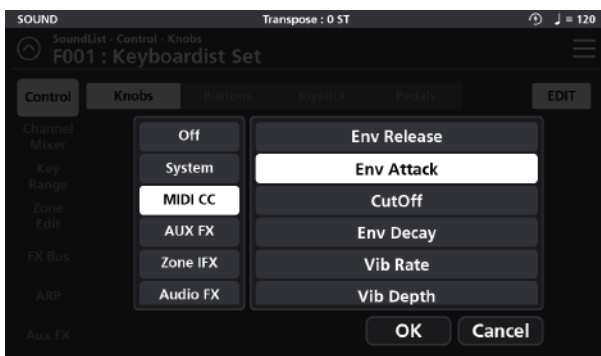 SOUND Transpose : 0 ST ♩ = 120
SoundList - Control - Knobs
F001 : Keyboardist Set
Control Knobs Buttons Joystick Pedals EDIT
Channel
Mixer
Key
Range
Zone
Edit
FX Bus
ARP
Aux FX
Off
System
MIDI CC
AUX FX
Zone IFX
Audio FX
Env Release
Env Attack
CutOff
Env Decay
Vib Rate
Vib Depth
OK Cancel